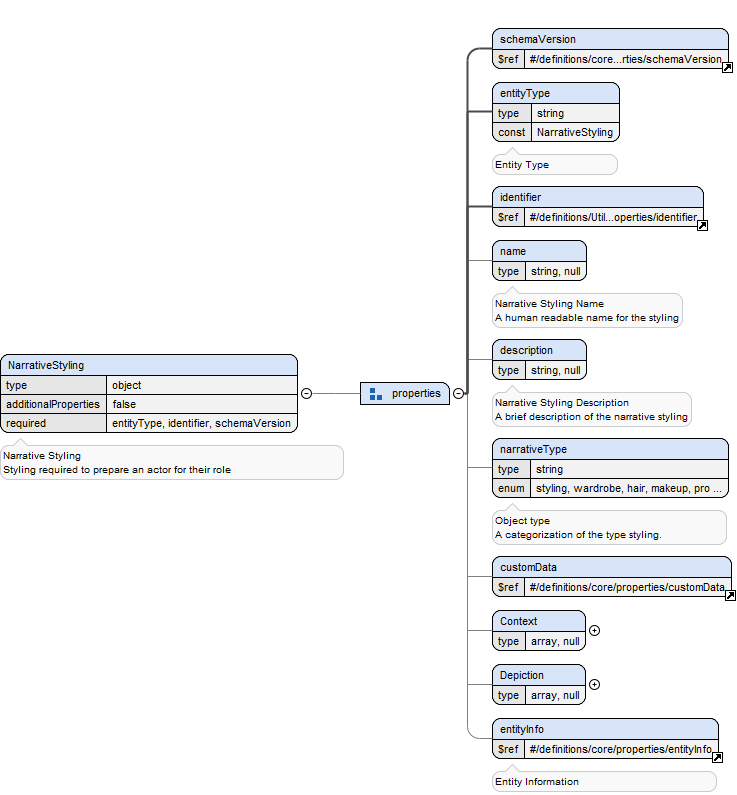 schemaVersion
$ref #/definitions/core...rties/schemaVersion
entityType
type string
const NarrativeStyling
Entity Type
identifier
$ref #/definitions/Util...operties/identifier
name
type string, null
Narrative Styling Name
A human readable name for the styling
description
type string, null
Narrative Styling Description
A brief description of the narrative styling
NarrativeStyling
type object
additionalProperties false
required entityType, identifier, schemaVersion
Narrative Styling
Styling required to prepare an actor for their role
properties
narrativeType
type string
enum styling, wardrobe, hair, makeup, pro ...
Object type
A categorization of the type styling.
customData
$ref #/definitions/core/properties/customData
Context
type array, null
Depiction
type array, null
entityInfo
$ref #/definitions/core/properties/entityInfo
Entity Information